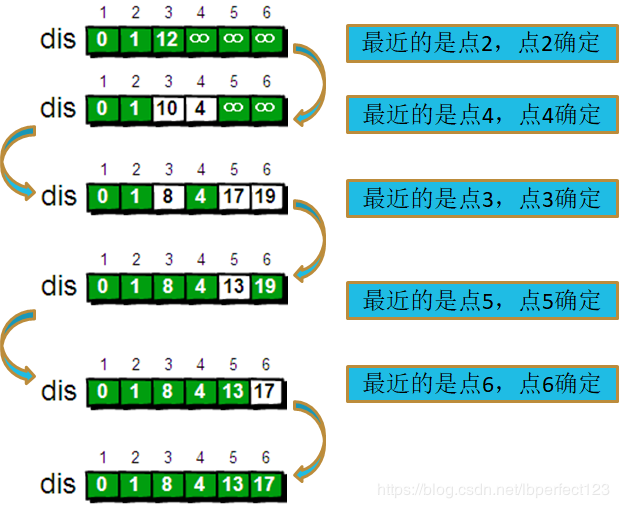 1 2 3 4 5 6
dis 0 1 12 ∞ ∞ ∞
最近的是点2，点2确定
1 2 3 4 5 6
dis 0 1 10 4 ∞ ∞
最近的是点4，点4确定
1 2 3 4 5 6
dis 0 1 8 4 17 19
最近的是点3，点3确定
1 2 3 4 5 6
dis 0 1 8 4 13 19
最近的是点5，点5确定
1 2 3 4 5 6
dis 0 1 8 4 13 17
最近的是点6，点6确定
1 2 3 4 5 6
dis 0 1 8 4 13 17
https://blog.csdn.net/lbperfect123